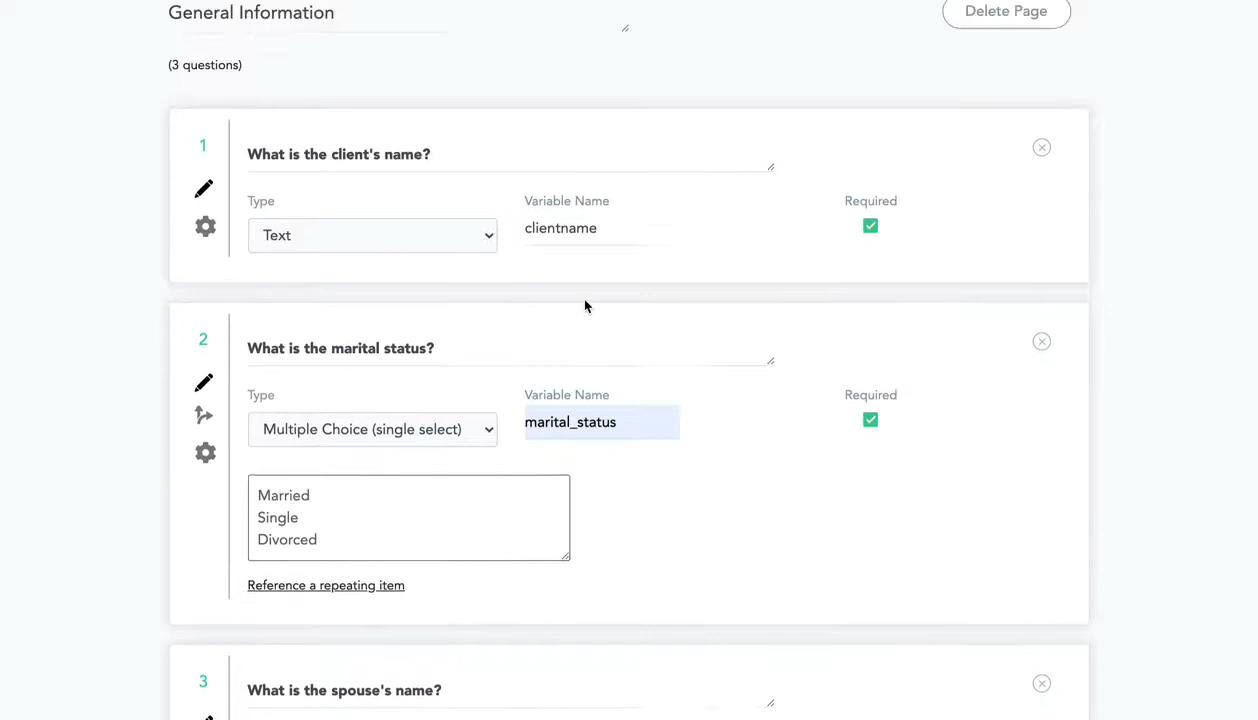 General Information
Delete Page
(3 questions)
1
What is the client's name?
Type
Variable Name
Required
Text
clientname
2
What is the marital status?
Type
Variable Name
Required
Multiple Choice (single select)
marital_status
Married
Single
Divorced
Reference a repeating item
3
What is the spouse's name?